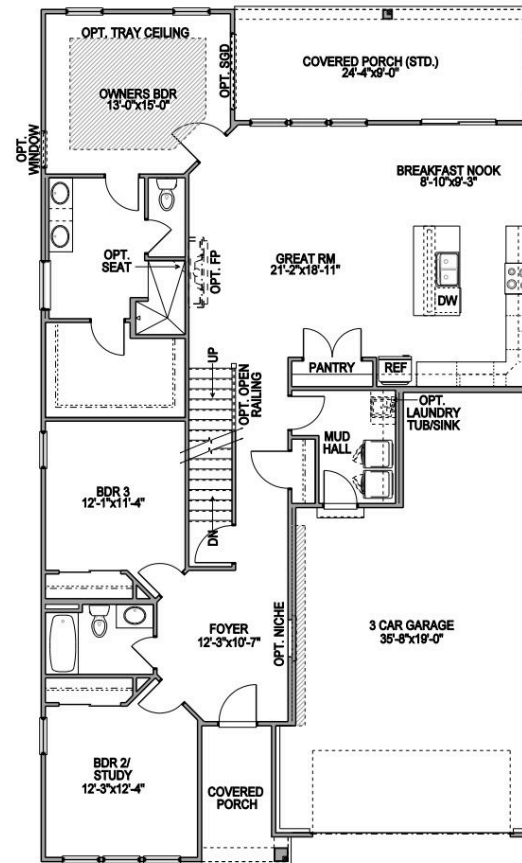 OPT. TRAY CEILING
OWNERS BDR
13'-0"x15'-0"
OPT. SGD
COVERED PORCH (STD.)
24'-4"x9'-0"
OPT.
WINDOW
BREAKFAST NOOK
8'-10"x9'-3"
OPT.
SEAT
OPT. FP
GREAT RM
21'-2"x18'-11"
DW
UP
OPT. OPEN
RAILING
PANTRY
REF
OPT.
LAUNDRY
TUB/SINK
MUD
HALL
BDR 3
12'-1"x11'-4"
DN
FOYER
12'-3"x10'-7"
OPT. NICHE
3 CAR GARAGE
35'-8"x19'-0"
BDR 2/
STUDY
12'-3"x12'-4"
COVERED
PORCH